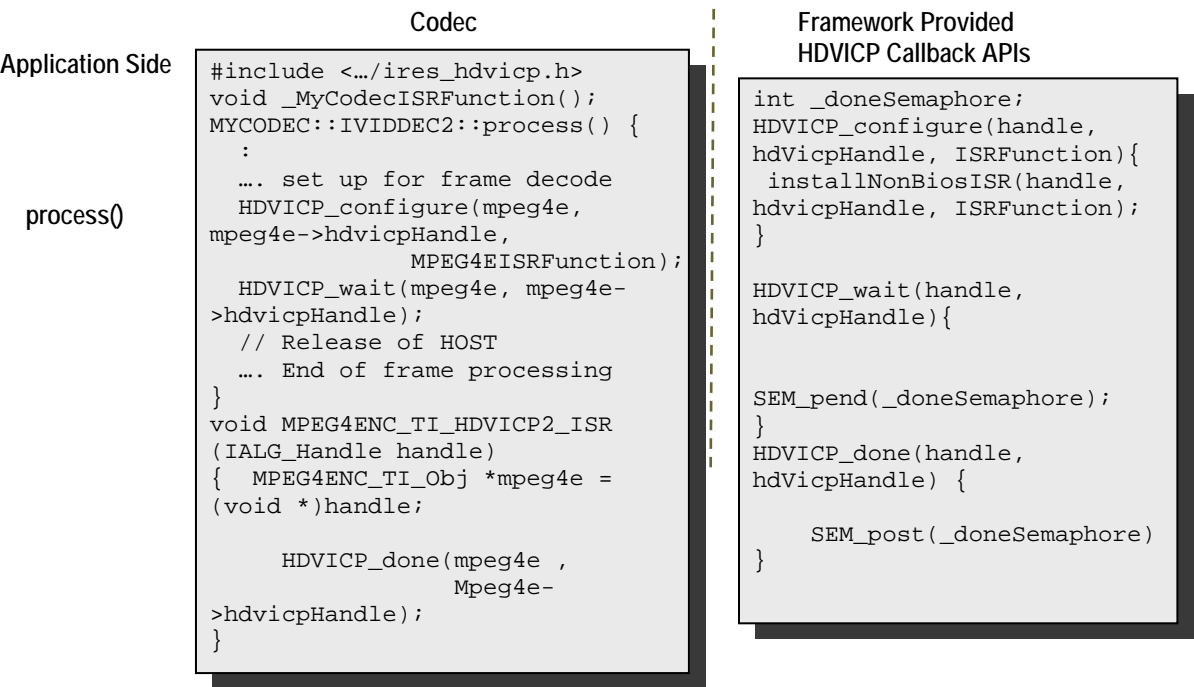 Codec
Application Side
process()
#include <…/ires_hdvicp.h>
void _MyCodecISRFunction();
MYCODEC::IVIDDEC2::process() {
:
…. set up for frame decode
HDVICP_configure(mpeg4e,
mpeg4e->hdvicpHandle,
MPEG4EISRFunction);
HDVICP_wait(mpeg4e, mpeg4e-
>hdvicpHandle);
// Release of HOST
…. End of frame processing
}
void MPEG4ENC_TI_HDVICP2_ISR
(IALG_Handle handle)
{  MPEG4ENC_TI_Obj *mpeg4e =
(void *)handle;
HDVICP_done(mpeg4e ,
Mpeg4e-
>hdvicpHandle);
}
Framework Provided
HDVICP Callback APIs
int _doneSemaphore;
HDVICP_configure(handle,
hdVicpHandle, ISRFunction){
installNonBiosISR(handle,
hdvicpHandle, ISRFunction);
}
HDVICP_wait(handle,
hdVicpHandle){
SEM_pend(_doneSemaphore);
}
HDVICP_done(handle,
hdVicpHandle) {
SEM_post(_doneSemaphore)
}